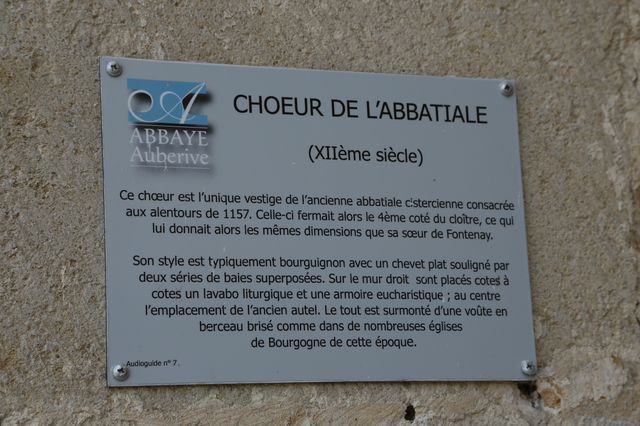 A
ABBAYE
Auberive
CHOEUR DE L'ABBATIALE
(XIIème siècle)
Ce chœur est l'unique vestige de l'ancienne abbatiale cistercienne consacrée
aux alentours de 1157. Celle-ci fermait alors le 4ème coté du cloître, ce qui
lui donnait alors les mêmes dimensions que sa sœur de Fontenay.
Son style est typiquement bourguignon avec un chevet plat souligné par
deux séries de baies superposées. Sur le mur droit sont placés cotes à
cotes un lavabo liturgique et une armoire eucharistique ; au centre
l'emplacement de l'ancien autel. Le tout est surmonté d'une voûte en
berceau brisé comme dans de nombreuses églises
de Bourgogne de cette époque.
Audioguide n° 7.